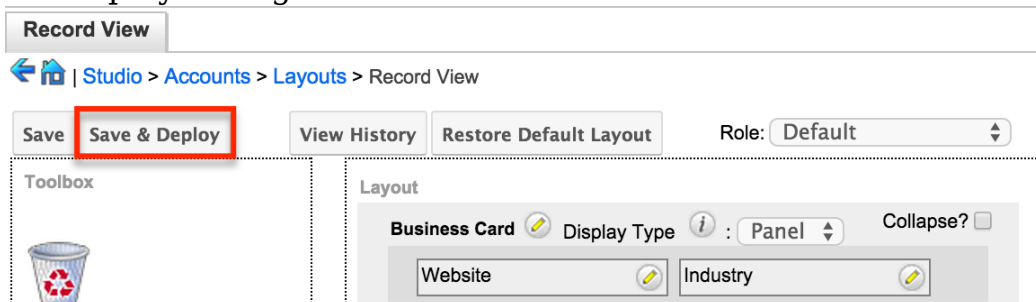 Record View
| Studio > Accounts > Layouts > Record View
Save Save & Deploy View History Restore Default Layout Role: Default
Toolbox
Layout
Business Card Display Type i : Panel Collapse?
Website Industry